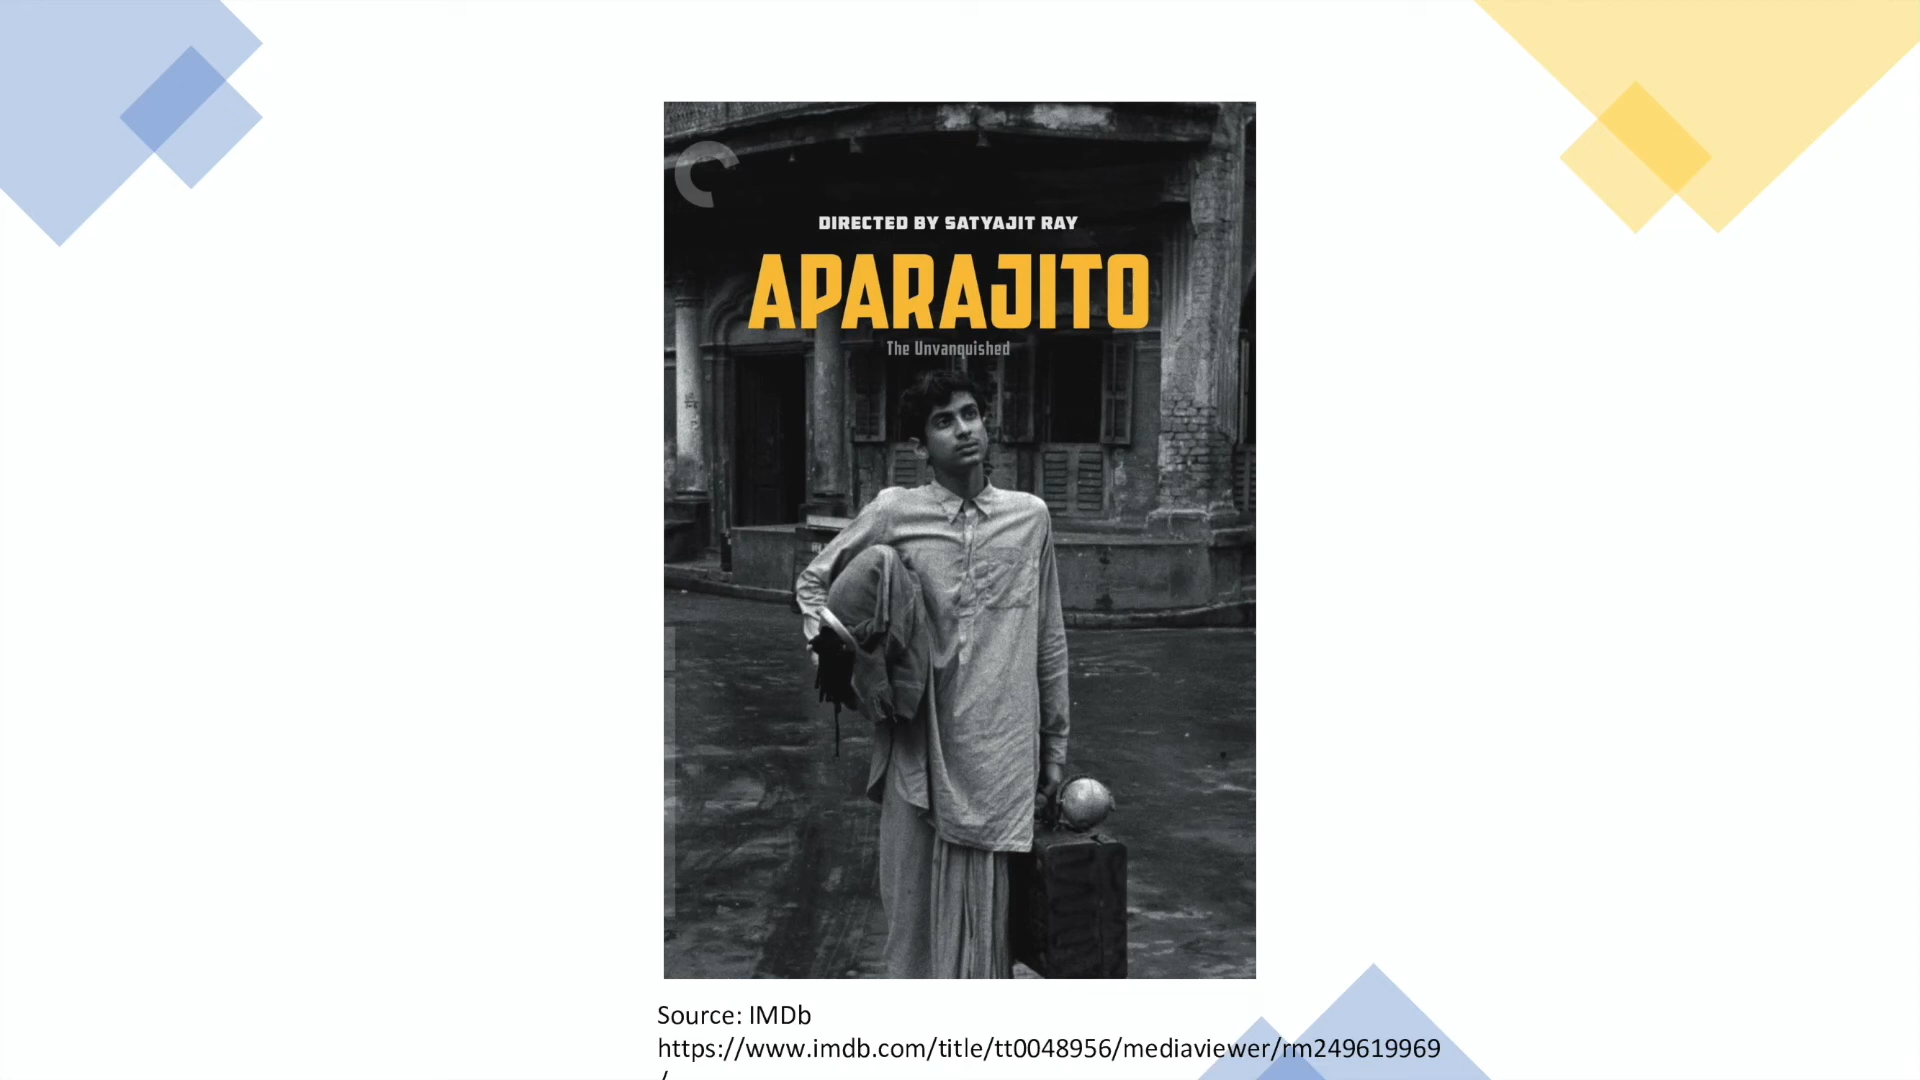 DIRECTED BY SATYAJIT RAY
APARAJITO
The Unvanquished
Source: IMDb
https://www.imdb.com/title/tt0048956/mediaviewer/rm249619969
/